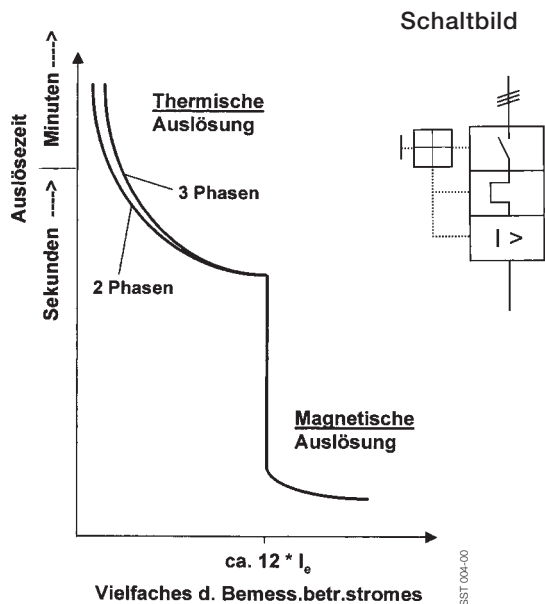 Schaltbild
Auslösezeit
Minuten ---->
Sekunden ---->
Thermische
Auslösung
3 Phasen
2 Phasen
I >
Magnetische
Auslösung
ca. 12 * Ie
Vielfaches d. Bemess.betr.stromes
SST 004-00